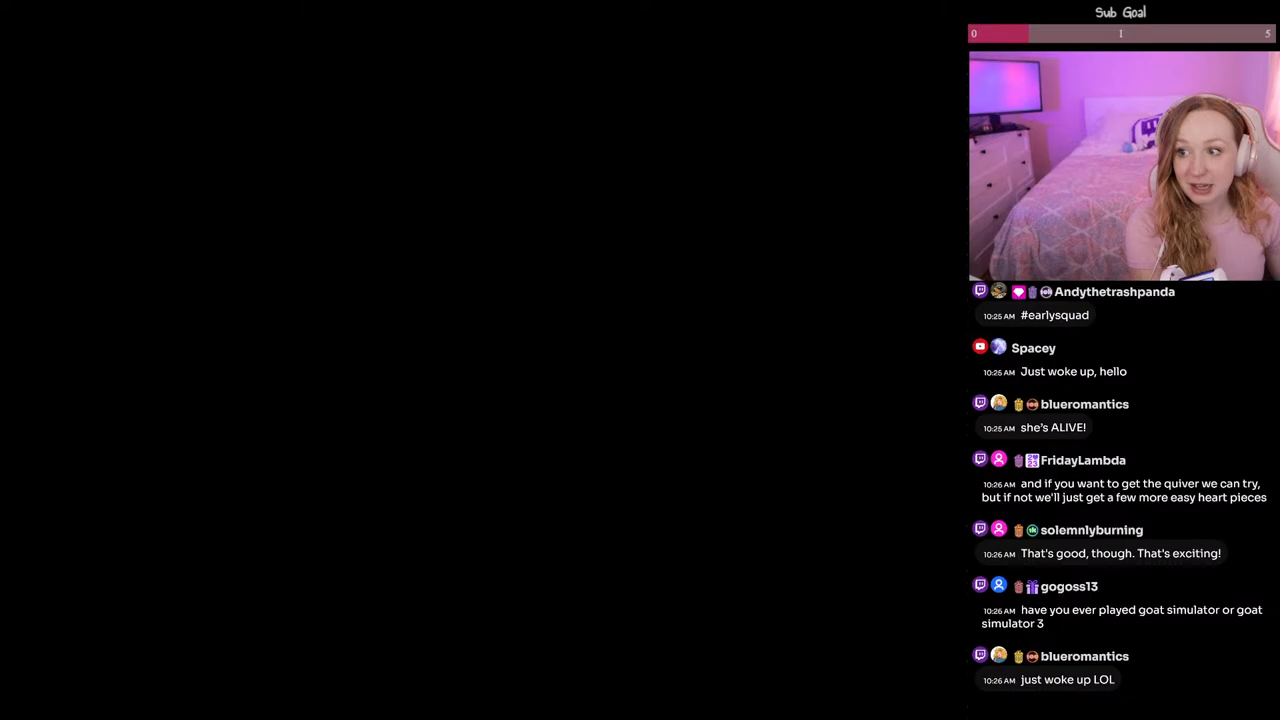 Sub Goal
0 1 5
Andythetrashpanda
10:25 AM #earlysquad
Spacey
10:25 AM Just woke up, hello
blueromantics
10:25 AM she's ALIVE!
FridayLambda
10:26 AM and if you want to get the quiver we can try,
but if not we'll just get a few more easy heart pieces
solemnlyburning
10:26 AM That's good, though. That's exciting!
gogoss13
10:26 AM have you ever played goat simulator or goat
simulator 3
blueromantics
10:26 AM just woke up LOL